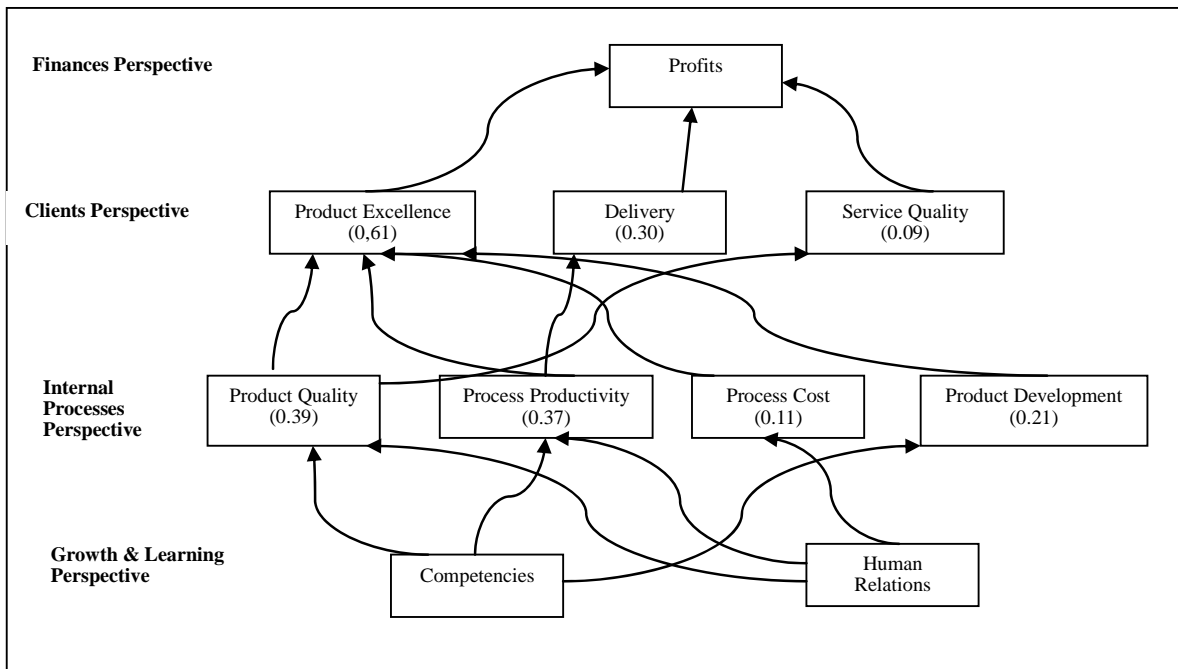 Finances Perspective
Profits
Clients Perspective
Product Excellence
(0,61)
Delivery
(0.30)
Service Quality
(0.09)
Internal
Processes
Perspective
Product Quality
(0.39)
Process Productivity
(0.37)
Process Cost
(0.11)
Product Development
(0.21)
Growth & Learning
Perspective
Competencies
Human
Relations